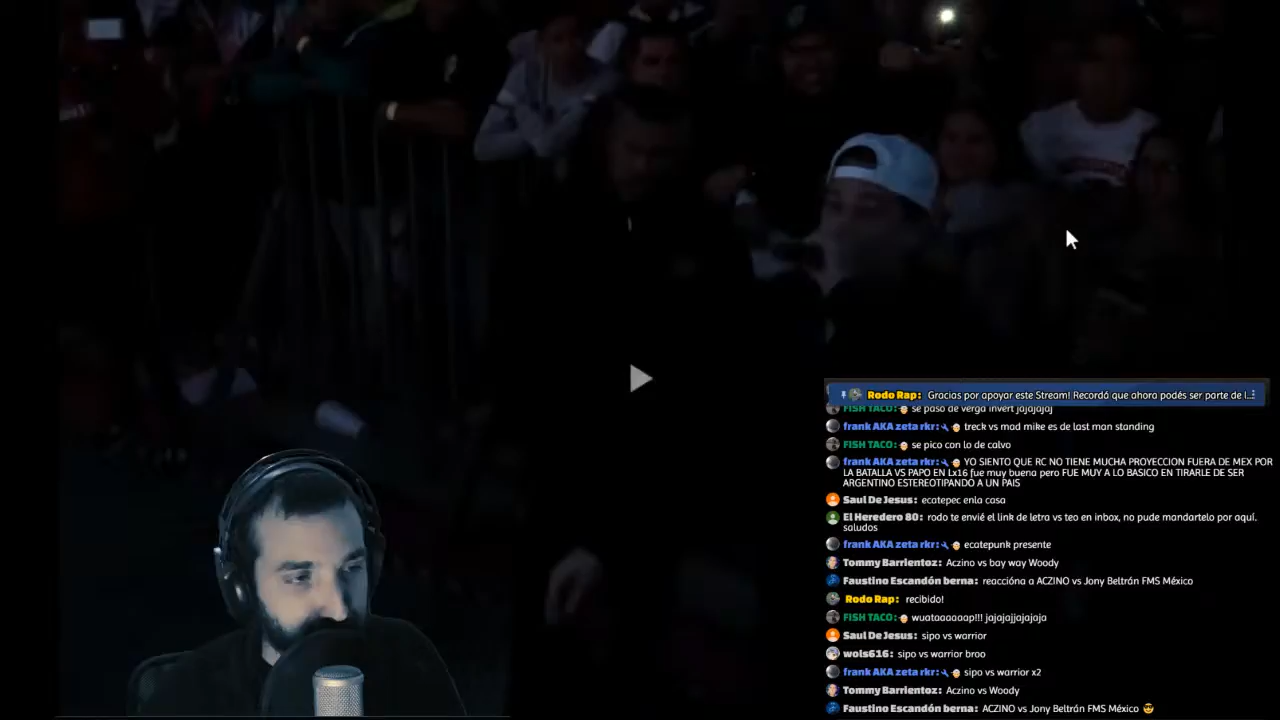 Rodo Rap: Gracias por apoyar este Stream! Recordá que ahora podés ser parte de l...
FISH TACO: se paso de verga invert jajajajaj
frank AKA zeta rkr: treck vs mad mike es de last man standing
FISH TACO: se pico con lo de calvo
frank AKA zeta rkr: YO SIENTO QUE RC NO TIENE MUCHA PROYECCION FUERA DE MEX POR
LA BATALLA VS PAPO EN Lx16 fue muy buena pero FUE MUY A LO BASICO EN TIRARLE DE SER
ARGENTINO ESTEREOTIPANDO A UN PAIS
Saul De Jesus: ecatepec enla casa
El Heredero 80: rodo te envié el link de letra vs teo en inbox, no pude mandartelo por aquí.
saludos
frank AKA zeta rkr: ecatepunk presente
Tommy Barrientoz: Aczino vs bay way Woody
Faustino Escandón berna: reaccióna a ACZINO vs Jony Beltrán FMS México
Rodo Rap: recibido!
FISH TACO: wuataaaaaap!!! jajajajjajajaja
Saul De Jesus: sipo vs warrior
wols616: sipo vs warrior broo
frank AKA zeta rkr: sipo vs warrior x2
Tommy Barrientoz: Aczino vs Woody
Faustino Escandón berna: ACZINO vs Jony Beltrán FMS México 😎